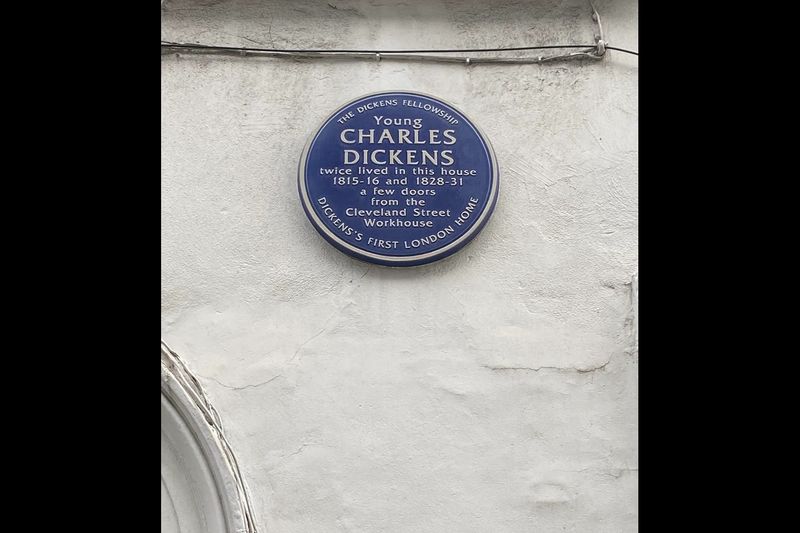 THE DICKENS FELLOWSHIP
Young
CHARLES
DICKENS
twice lived in this house
1815-16 and 1828-31
a few doors
from the
Cleveland Street
Workhouse
DICKENS'S FIRST LONDON HOME